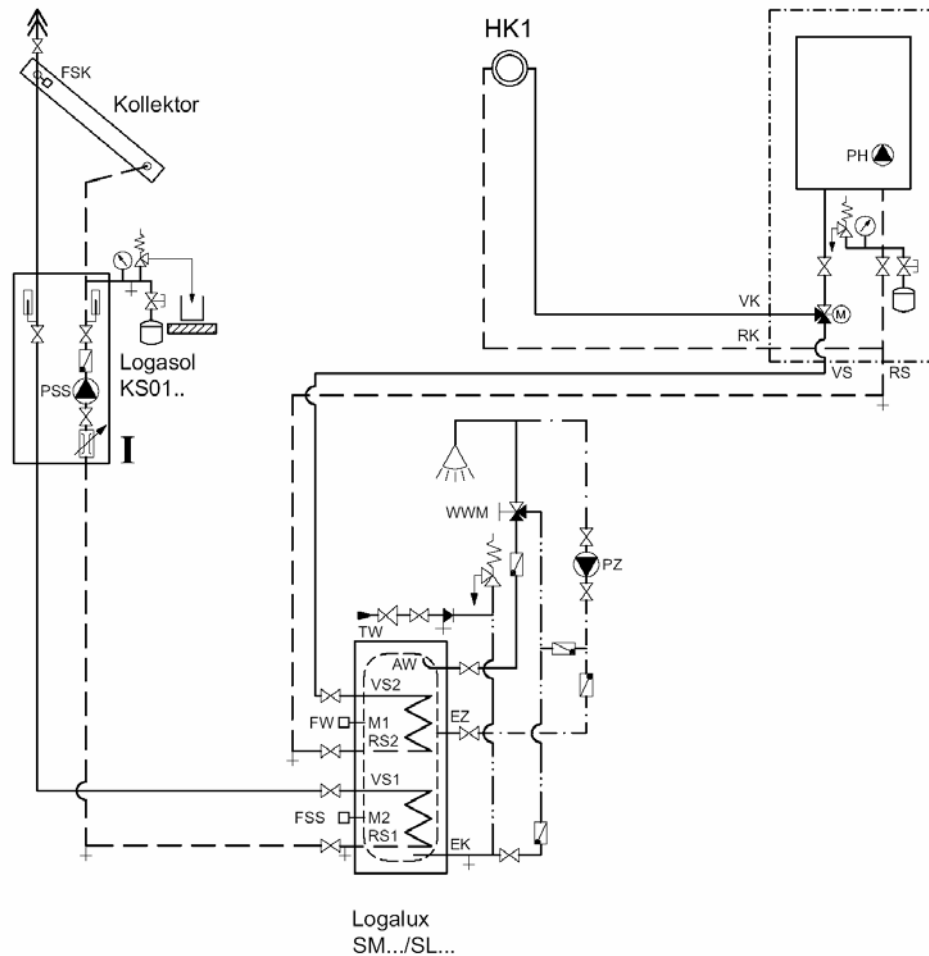 HK1
FSK
Kollektor
PH
VK
M
RK
Logasol
KS01..
PSS
VS
RS
I
WWM
PZ
TW
AW
VS2
FW
M1
EZ
RS2
VS1
FSS
M2
RS1
EK
Logalux
SM.../SL...